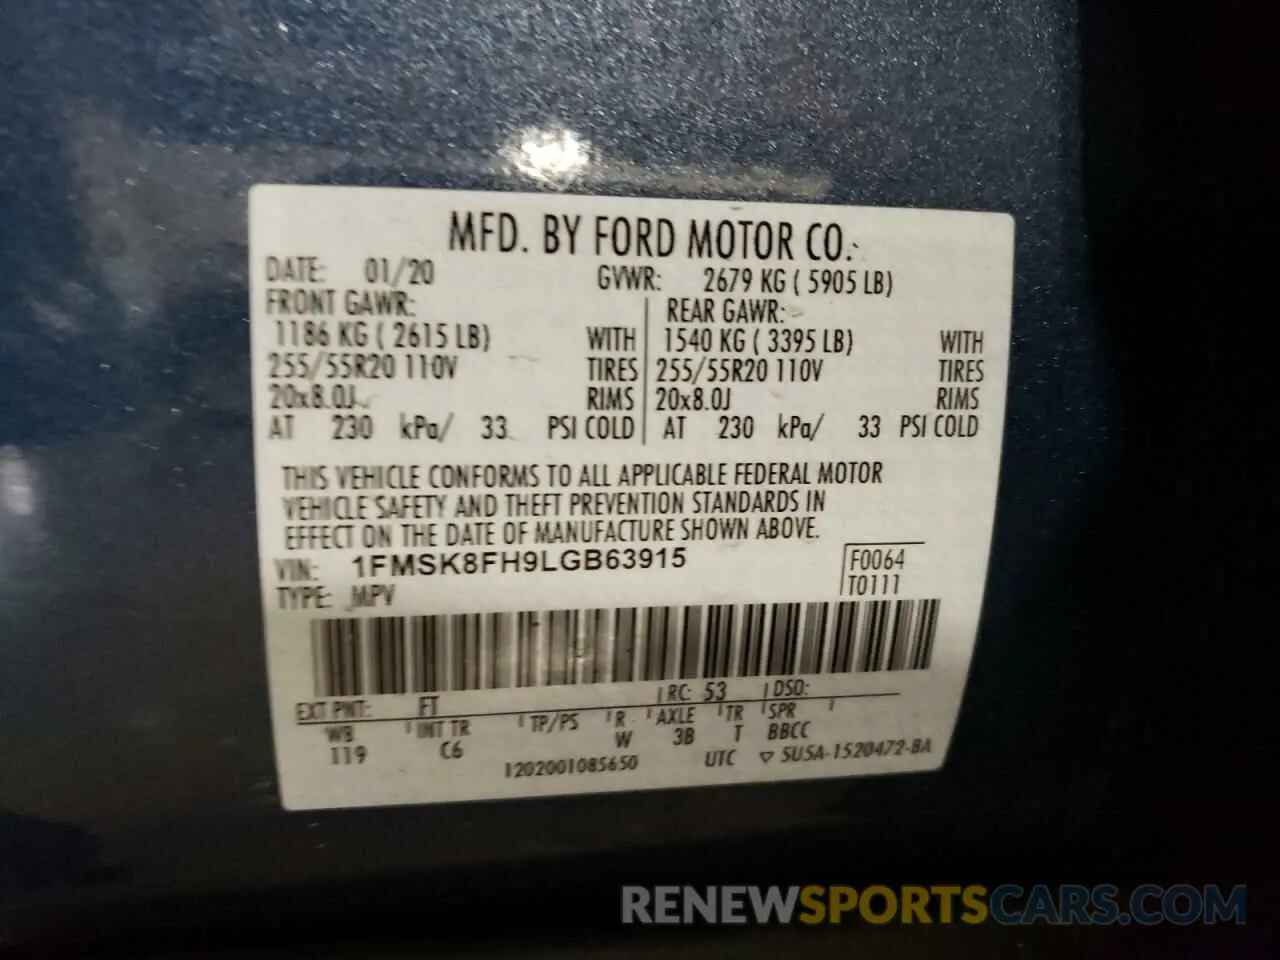 MFD. BY FORD MOTOR CO.
DATE: 01/20 GVWR: 2679 KG ( 5905 LB)
FRONT GAWR: REAR GAWR:
1186 KG ( 2615 LB) WITH 1540 KG ( 3395 LB) WITH
255/55R20 110V TIRES 255/55R20 110V TIRES
20x8.0J RIMS 20x8.0J RIMS
AT 230 kPa/ 33 PSI COLD AT 230 kPa/ 33 PSI COLD
THIS VEHICLE CONFORMS TO ALL APPLICABLE FEDERAL MOTOR
VEHICLE SAFETY AND THEFT PREVENTION STANDARDS IN
EFFECT ON THE DATE OF MANUFACTURE SHOWN ABOVE.
VIN: 1FMSK8FH9LGB63915 F0064
TYPE: MPV T0111
EXT PNT: FT RC: 53 DSO:
WB INT TR TP/PS R AXLE TR SPR
119 C6 W 3B T BBCC
1202001085650 UTC ▽ 5U5A-1520472-BA
RENEWSPORTSCARS.COM